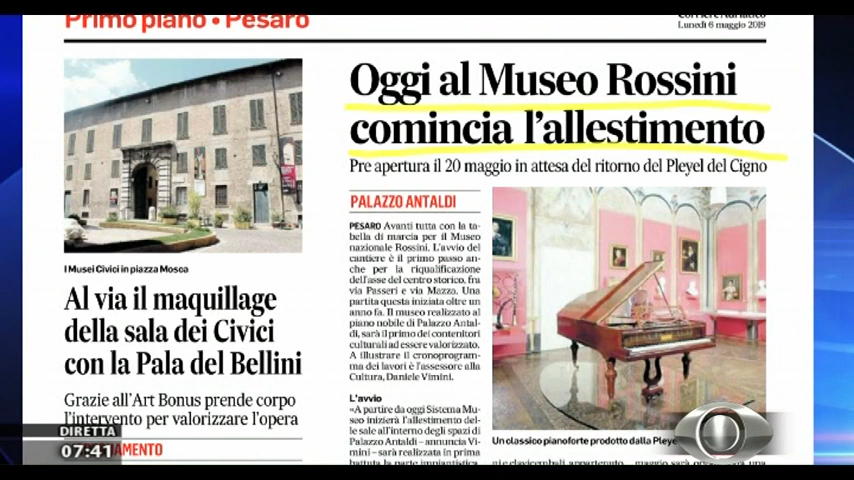 Primo piano • Pesaro
Corriere Adriatico
Lunedì 6 maggio 2019
I Musei Civici in piazza Mosca
Al via il maquillage
della sala dei Civici
con la Pala del Bellini
Grazie all'Art Bonus prende corpo
l'intervento per valorizzare l'opera
Oggi al Museo Rossini
comincia l'allestimento
Pre apertura il 20 maggio in attesa del ritorno del Pleyel del Cigno
PALAZZO ANTALDI
PESARO Avanti tutta con la ta-
bella di marcia per il Museo
nazionale Rossini. L'avvio del
cantiere è il primo passo an-
che per la riqualificazione
dell'asse del centro storico, fra
via Passeri e via Mazza. Una
partita questa iniziata oltre un
anno fa. Il museo realizzato al
piano nobile di Palazzo Antal-
di, sarà il primo dei contenitori
culturali ad essere valorizzato.
A illustrare il cronoprogram-
ma dei lavori è l'assessore alla
Cultura, Daniele Vimini.
L'avvio
«A partire da oggi Sistema Mu-
seo inizierà l'allestimento del-
le sale all'interno degli spazi di
Palazzo Antaldi – annuncia Vi-
mini – sarà realizzata in prima
battuta la parte impiantistica,
Un classico pianoforte prodotto dalla Pleye
DIRETTA
07:41